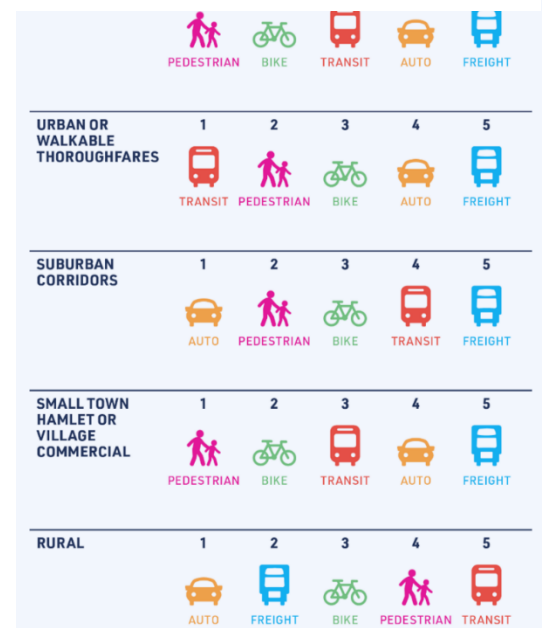 PEDESTRIAN BIKE TRANSIT AUTO FREIGHT
URBAN OR
WALKABLE
THOROUGHFARES
1 2 3 4 5
TRANSIT PEDESTRIAN BIKE AUTO FREIGHT
SUBURBAN
CORRIDORS
1 2 3 4 5
AUTO PEDESTRIAN BIKE TRANSIT FREIGHT
SMALL TOWN
HAMLET OR
VILLAGE
COMMERCIAL
1 2 3 4 5
PEDESTRIAN BIKE TRANSIT AUTO FREIGHT
RURAL
1 2 3 4 5
AUTO FREIGHT BIKE PEDESTRIAN TRANSIT